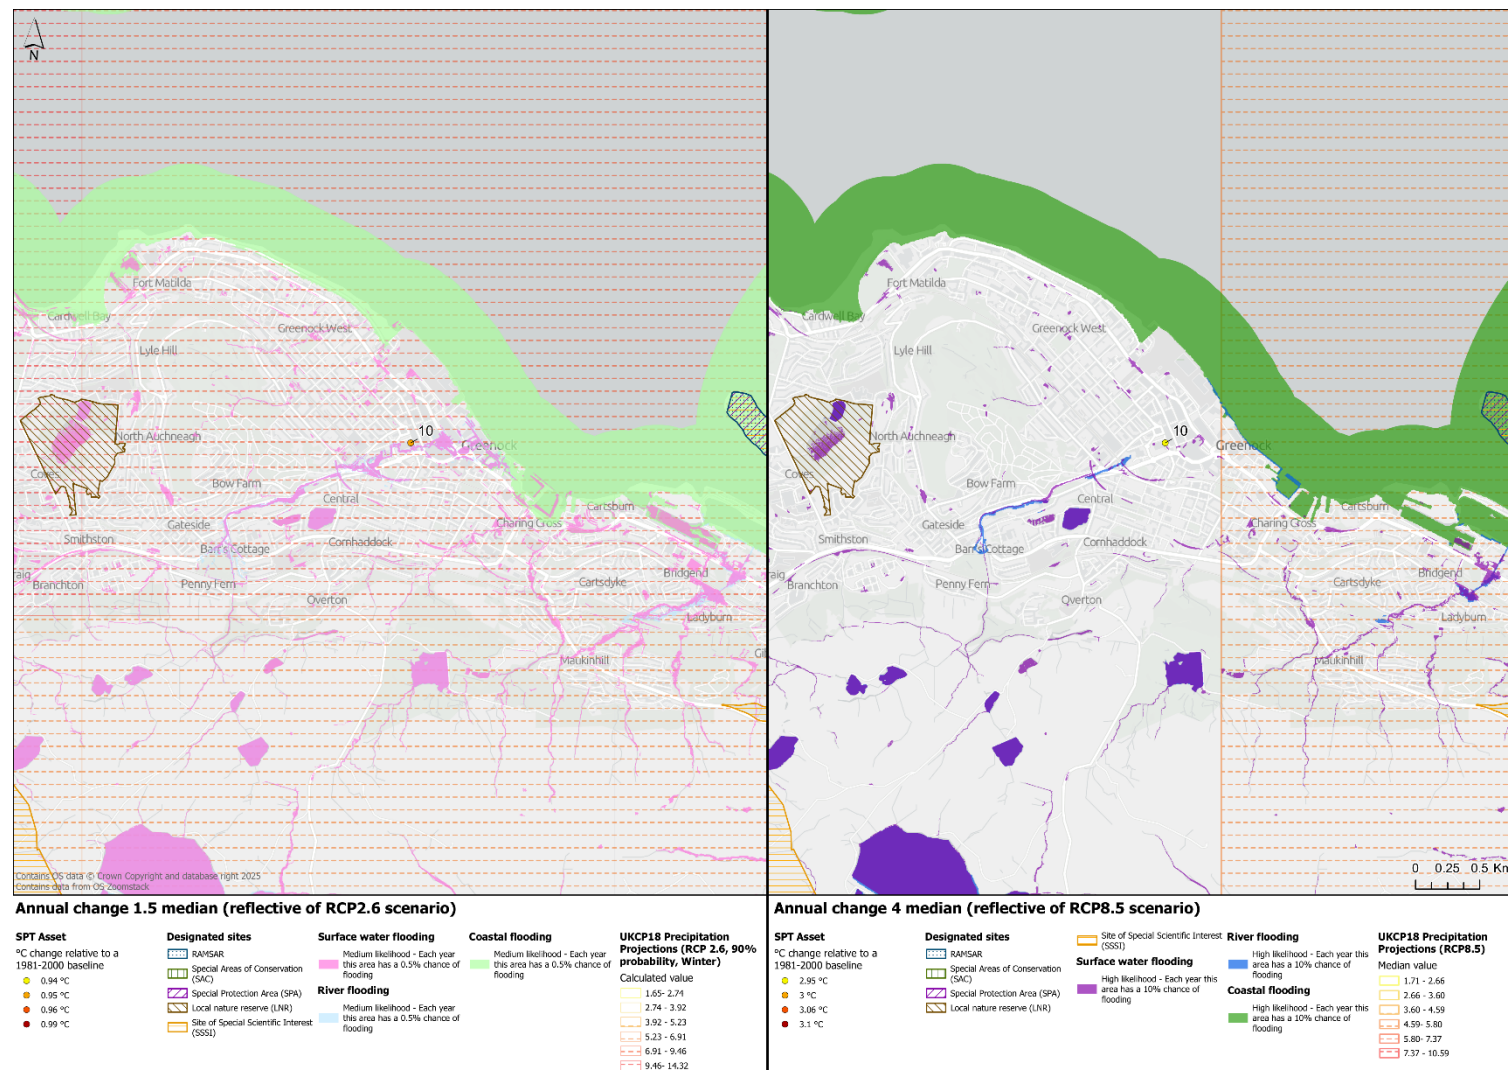 N
Fort Matilda
Cardwell Bay
Greenock West
Lyle Hill
North Auchneagh
10
Greenock
Coves
Bow Farm
Central
Cartsburn
Gateside
Charing Cross
Smithston
Barr's Cottage
Cornhaddock
Branchton
Penny Fern
Cartsdyke
Bridgend
Overton
Ladyburn
Maukinhill
Contains OS data © Crown Copyright and database right 2025
Contains data from OS Zoomstack
Fort Matilda
Cardwell Bay
Greenock West
Lyle Hill
North Auchneagh
10
Greenock
Coves
Bow Farm
Central
Cartsburn
Gateside
Charing Cross
Smithston
Barr's Cottage
Cornhaddock
Branchton
Penny Fern
Cartsdyke
Bridgend
Overton
Ladyburn
Maukinhill
0 0.25 0.5 Km
Annual change 1.5 median (reflective of RCP2.6 scenario)
SPT Asset
°C change relative to a
1981-2000 baseline
0.94 °C
0.95 °C
0.96 °C
0.99 °C
Designated sites
RAMSAR
Special Areas of Conservation
(SAC)
Special Protection Area (SPA)
Local nature reserve (LNR)
Site of Special Scientific Interest
(SSSI)
Surface water flooding
Medium likelihood - Each year
this area has a 0.5% chance of
flooding
River flooding
Medium likelihood - Each year
this area has a 0.5% chance of
flooding
Coastal flooding
Medium likelihood - Each year
this area has a 0.5% chance of
flooding
UKCP18 Precipitation
Projections (RCP 2.6, 90%
probability, Winter)
Calculated value
1.65- 2.74
2.74 - 3.92
3.92 - 5.23
5.23 - 6.91
6.91 - 9.46
9.46- 14.32
Annual change 4 median (reflective of RCP8.5 scenario)
SPT Asset
°C change relative to a
1981-2000 baseline
2.95 °C
3 °C
3.06 °C
3.1 °C
Designated sites
RAMSAR
Special Areas of Conservation
(SAC)
Special Protection Area (SPA)
Local nature reserve (LNR)
Site of Special Scientific Interest
(SSSI)
Surface water flooding
High likelihood - Each year this
area has a 10% chance of
flooding
River flooding
High likelihood - Each year this
area has a 10% chance of
flooding
Coastal flooding
High likelihood - Each year this
area has a 10% chance of
flooding
UKCP18 Precipitation
Projections (RCP8.5)
Median value
1.71 - 2.66
2.66 - 3.60
3.60 - 4.59
4.59- 5.80
5.80- 7.37
7.37 - 10.59